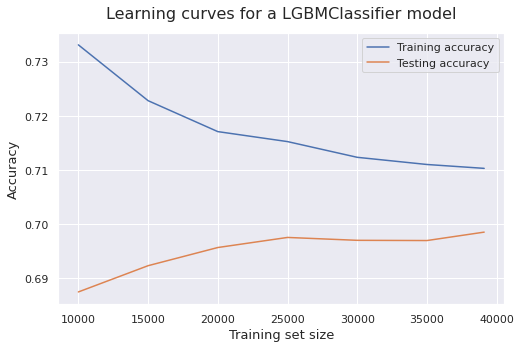 Learning curves for a LGBMClassifier model
Training accuracy
Testing accuracy
0.73
0.72
0.71
0.70
0.69
Accuracy
10000 15000 20000 25000 30000 35000 40000
Training set size